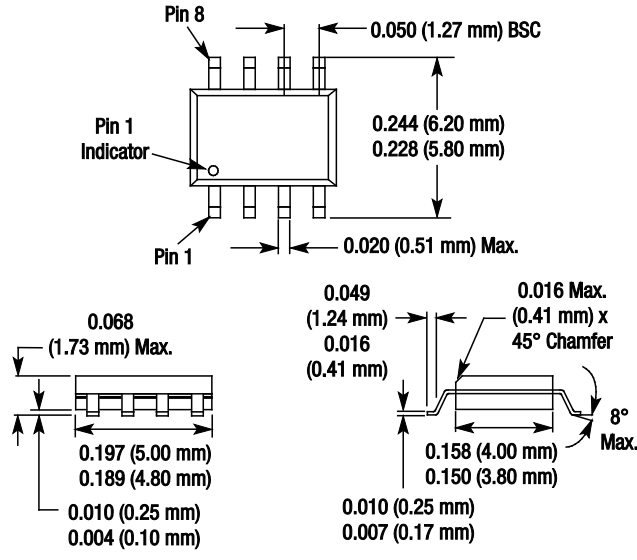 Pin 8
0.050 (1.27 mm) BSC
Pin 1
Indicator
0.244 (6.20 mm)
0.228 (5.80 mm)
Pin 1
0.020 (0.51 mm) Max.
0.068
(1.73 mm) Max.
0.197 (5.00 mm)
0.189 (4.80 mm)
0.010 (0.25 mm)
0.004 (0.10 mm)
0.049
(1.24 mm)
0.016
(0.41 mm)
0.016 Max.
(0.41 mm) x
45° Chamfer
8°
Max.
0.158 (4.00 mm)
0.150 (3.80 mm)
0.010 (0.25 mm)
0.007 (0.17 mm)